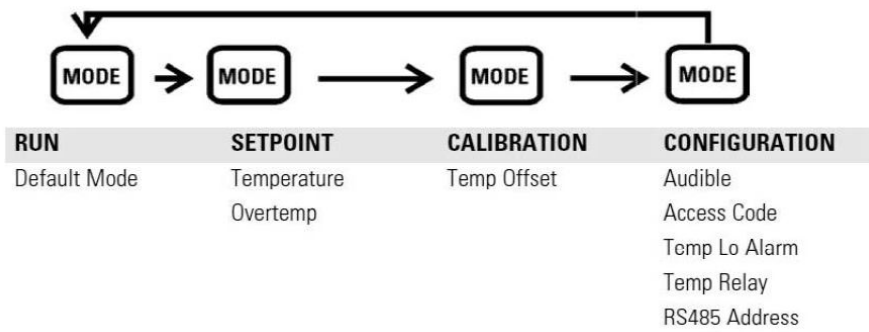 MODE MODE MODE MODE
RUN SETPOINT CALIBRATION CONFIGURATION
Default Mode Temperature Temp Offset Audible
Overtemp Access Code
Temp Lo Alarm
Temp Relay
RS485 Address